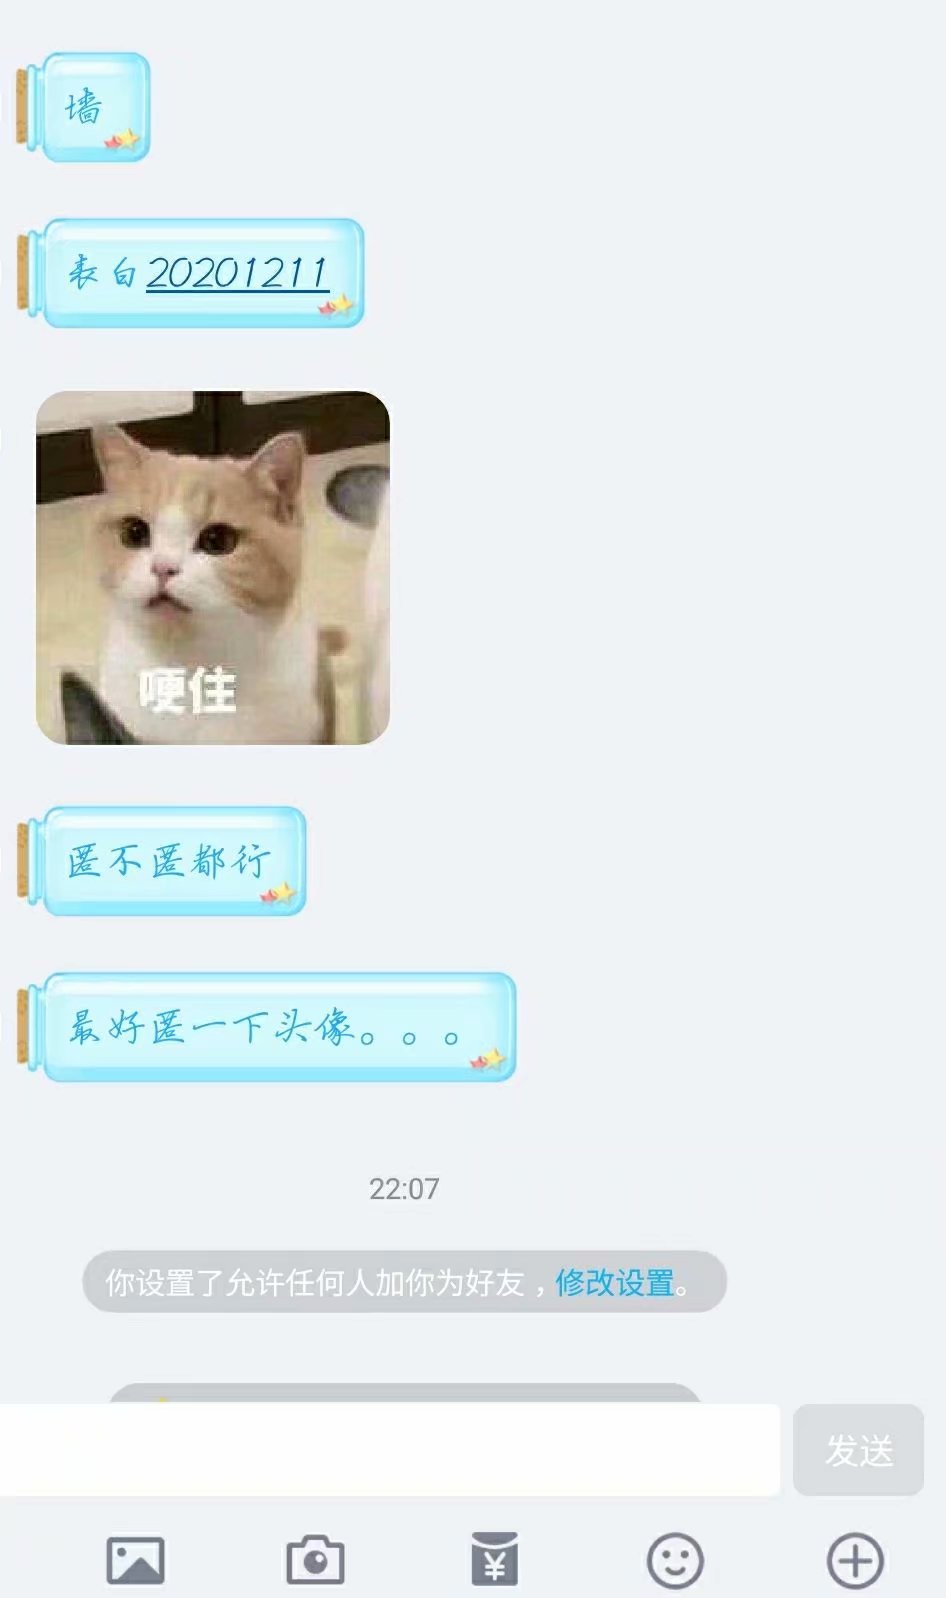 墙
表白20201211
哽住
匿不匿都行
最好匿一下头像。。。
22:07
你设置了允许任何人加你为好友，修改设置。
发送